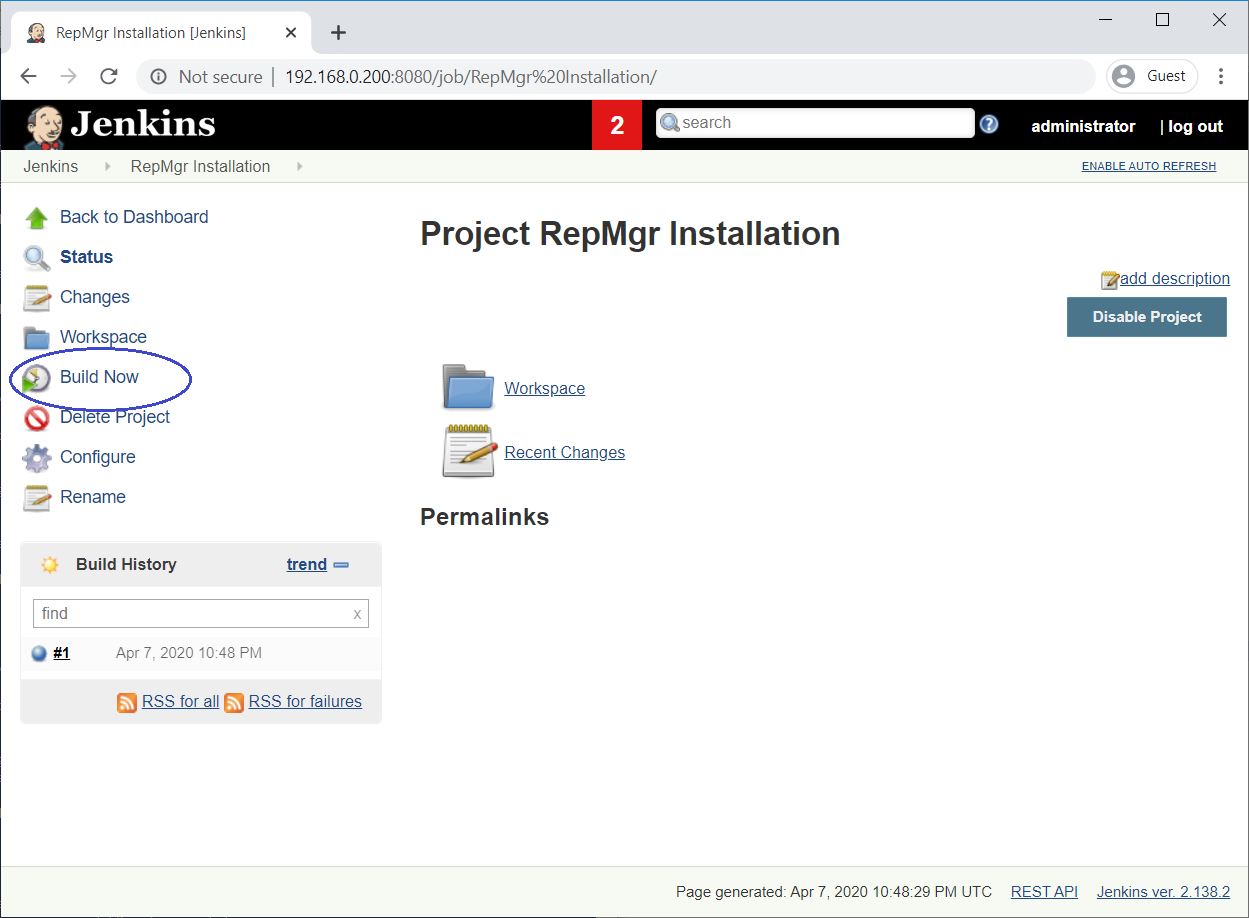 RepMgr Installation [Jenkins]
Not secure | 192.168.0.200:8080/job/RepMgr%20Installation/
Guest
Jenkins
2
search
administrator
| log out
Jenkins
RepMgr Installation
ENABLE AUTO REFRESH
Back to Dashboard
Status
Changes
Workspace
Build Now
Delete Project
Configure
Rename
Build History
trend
find
x
#1
Apr 7, 2020 10:48 PM
RSS for all
RSS for failures
Project RepMgr Installation
add description
Disable Project
Workspace
Recent Changes
Permalinks
Page generated: Apr 7, 2020 10:48:29 PM UTC
REST API
Jenkins ver. 2.138.2